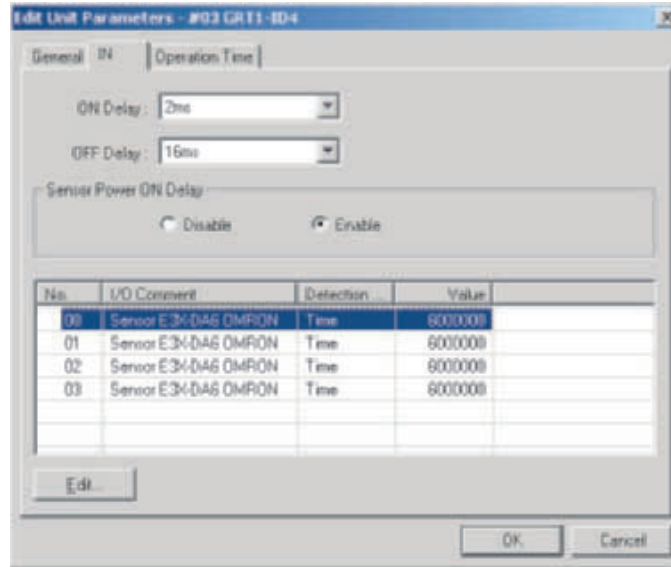 Edit Unit Parameters - #03 GRT1-ID4
General IN Operation Time
ON Delay : 2ms
OFF Delay : 16ms
Sensor Power ON Delay
Disable Enable
No. I/O Comment Detection ... Value
00 Sensor E3X-DA6 OMRON Time 6000000
01 Sensor E3X-DA6 OMRON Time 6000000
02 Sensor E3X-DA6 OMRON Time 6000000
03 Sensor E3X-DA6 OMRON Time 6000000
Edit...
OK Cancel